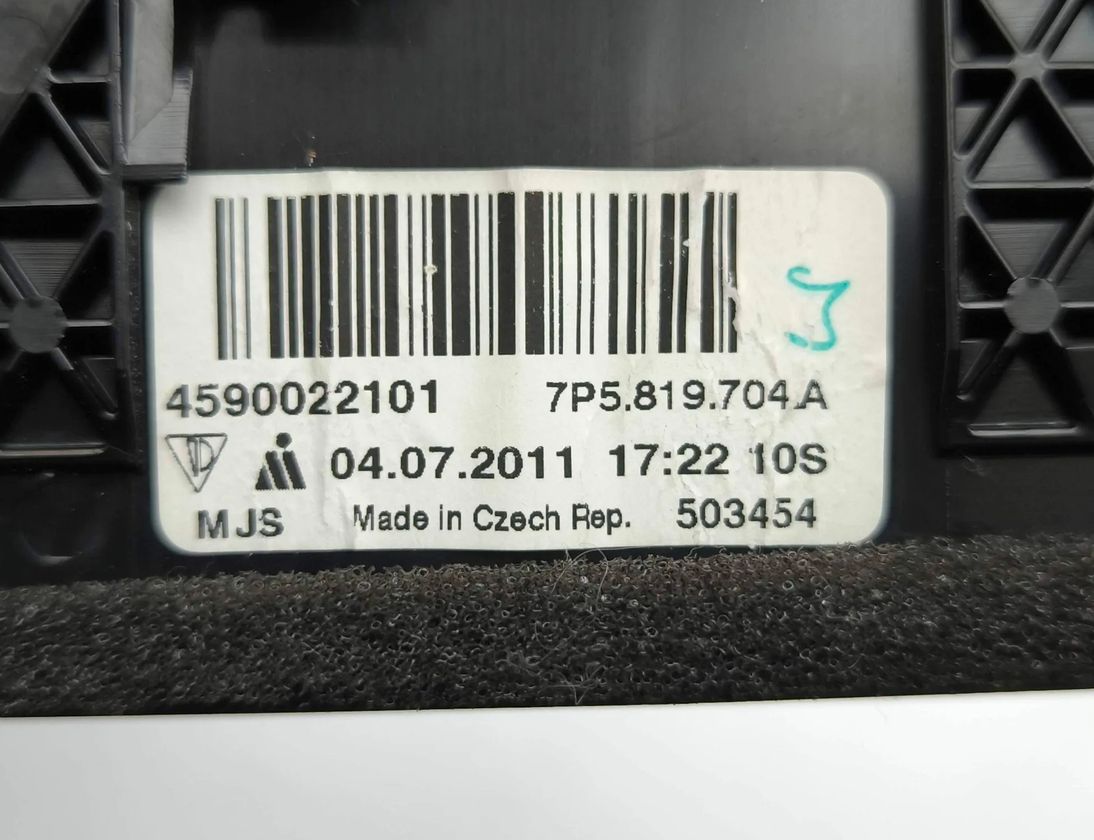 4590022101 7P5.819.704.A
04.07.2011 17:22 10S
MJS Made in Czech Rep. 503454